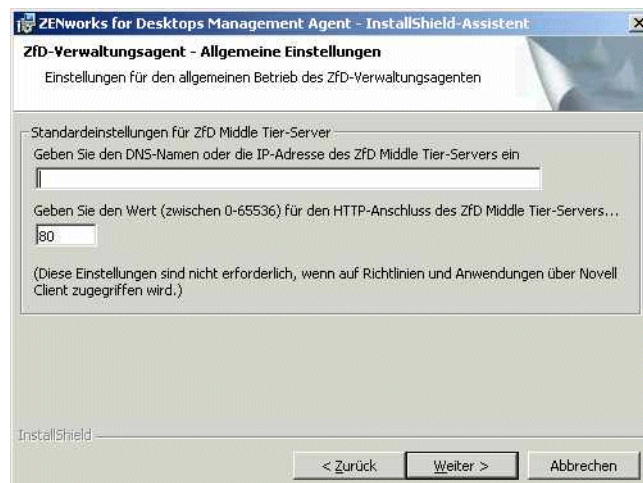 ZENworks for Desktops Management Agent - InstallShield-Assistent
ZfD-Verwaltungsagent - Allgemeine Einstellungen
Einstellungen für den allgemeinen Betrieb des ZfD-Verwaltungsagenten
Standardeinstellungen für ZfD Middle Tier-Server
Geben Sie den DNS-Namen oder die IP-Adresse des ZfD Middle Tier-Servers ein
Geben Sie den Wert (zwischen 0-65536) für den HTTP-Anschluss des ZfD Middle Tier-Servers...
80
(Diese Einstellungen sind nicht erforderlich, wenn auf Richtlinien und Anwendungen über Novell
Client zugegriffen wird.)
InstallShield
< Zurück Weiter > Abbrechen